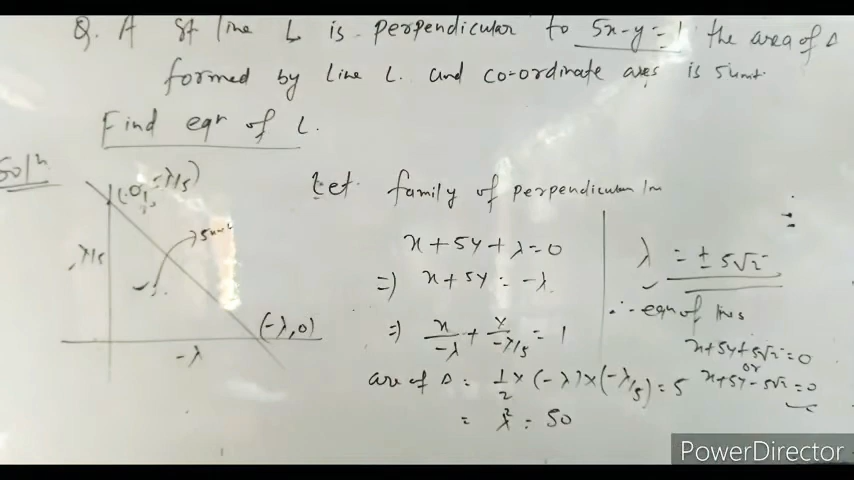 Q. A St line L is perpendicular to 5x-y=1 the area of Δ
formed by line L. and co-ordinate axes is 5unit.
Find eqn of L.
Soln
(0, -λ/5)
λ/5
5unit
(-λ,0)
-λ
Let family of perpendicular line
x+5y+λ=0
=) x+5y = -λ
=) x/-λ + y/-λ/5 = 1
area of Δ = 1/2 × (-λ) × (-λ/5) = 5
= λ² = 50
λ = ± 5√2
∴ eqn of lines
x+5y+5√2=0
or
x+5y-5√2=0
PowerDirector